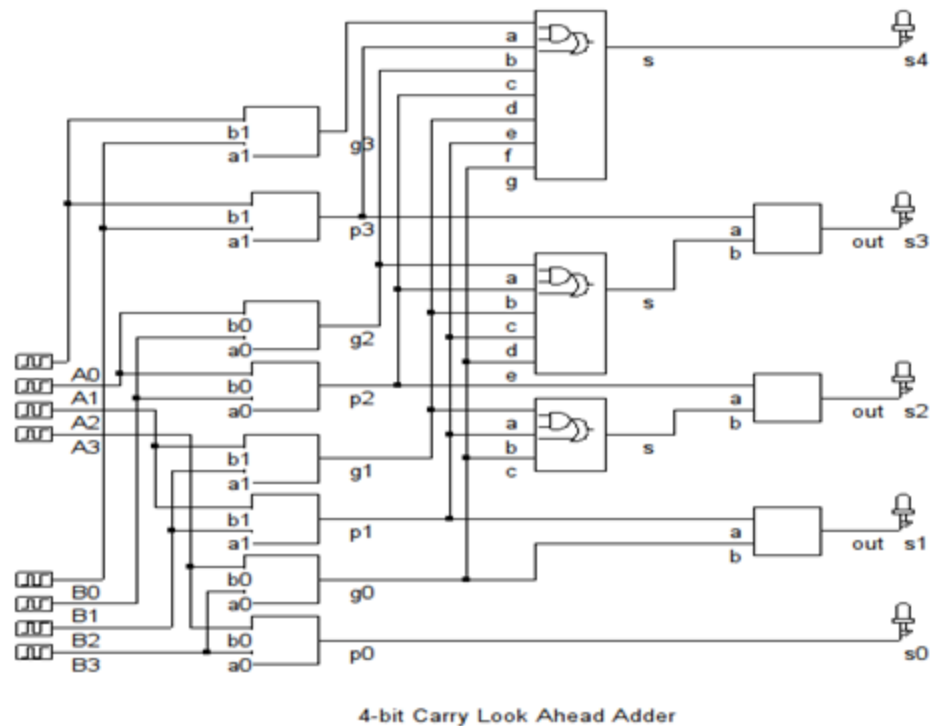 a
b
s
s4
c
d
b1
e
a1
g3
f
g
b1
a1
p3
a
b
out
s3
a
b
s
b0
a0
g2
c
d
e
A0
A1
A2
A3
b0
a0
p2
a
b
out
s2
a
b
c
s
b1
a1
g1
b1
a1
p1
a
b
out
s1
b0
a0
g0
B0
B1
B2
B3
b0
a0
p0
s0
4-bit Carry Look Ahead Adder